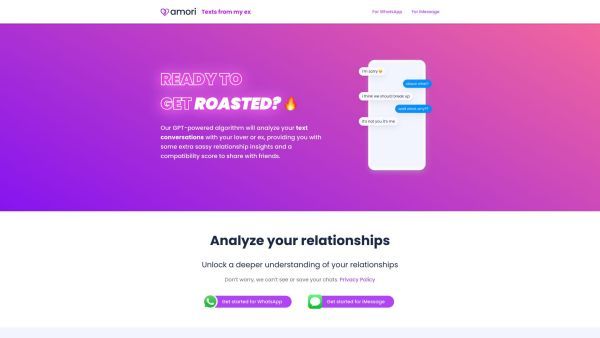 amori Texts from my ex
For WhatsApp For iMessage
READY TO
GET ROASTED? 🔥
Our GPT-powered algorithm will analyze your text
conversations with your lover or ex, providing you with
some extra sassy relationship insights and a
compatibility score to share with friends.
I'm sorry
about what?
I think we should break up
wait what, why??
It's not you it's me
Analyze your relationships
Unlock a deeper understanding of your relationships
Don't worry, we can't see or save your chats. Privacy Policy
Get started for WhatsApp
Get started for iMessage